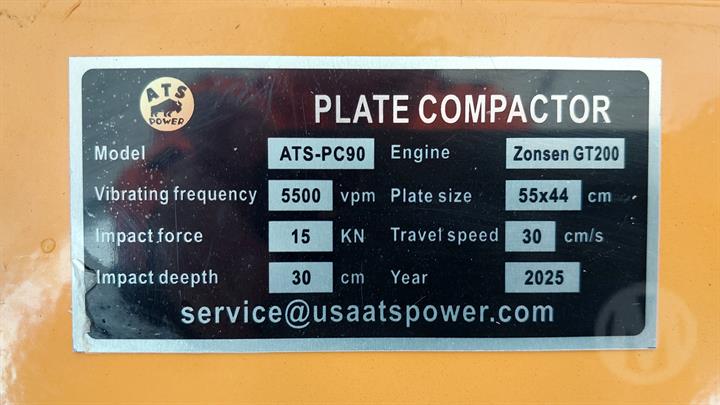 ATS
POWER
PLATE COMPACTOR
Model ATS-PC90 Engine Zonsen GT200
Vibrating frequency 5500 vpm Plate size 55x44 cm
Impact force 15 KN Travel speed 30 cm/s
Impact deepth 30 cm Year 2025
service@usaatspower.com